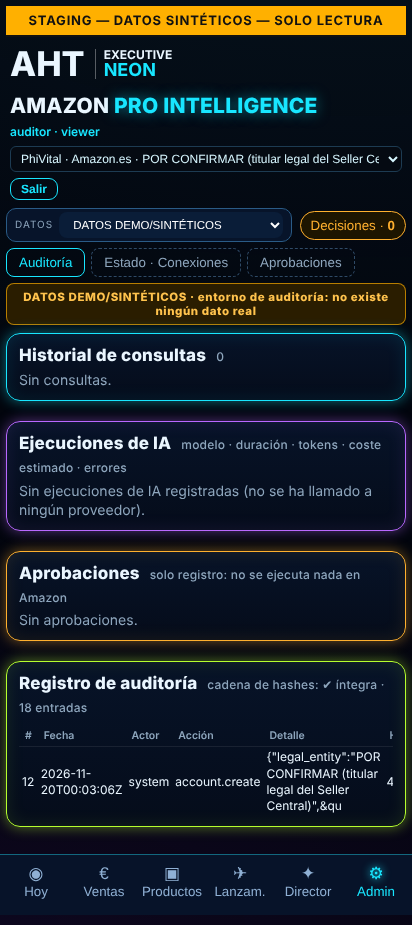 STAGING — DATOS SINTÉTICOS — SOLO LECTURA
AHT
EXECUTIVE
NEON
AMAZON PRO INTELLIGENCE
auditor · viewer
PhiVital · Amazon.es · POR CONFIRMAR (titular legal del Seller Ce
Salir
DATOS DATOS DEMO/SINTÉTICOS
Decisiones · 0
Auditoría
Estado · Conexiones
Aprobaciones
DATOS DEMO/SINTÉTICOS · entorno de auditoría: no existe
ningún dato real
Historial de consultas 0
Sin consultas.
Ejecuciones de IA modelo · duración · tokens · coste
estimado · errores
Sin ejecuciones de IA registradas (no se ha llamado a
ningún proveedor).
Aprobaciones solo registro: no se ejecuta nada en
Amazon
Sin aprobaciones.
Registro de auditoría cadena de hashes: ✔ íntegra ·
18 entradas
# Fecha Actor Acción Detalle
12 2026-11-20T00:03:06Z system account.create {"legal_entity":"POR CONFIRMAR (titular legal del Seller Central)",&qu 4
Hoy
€ Ventas
Productos
Lanzam.
Director
Admin